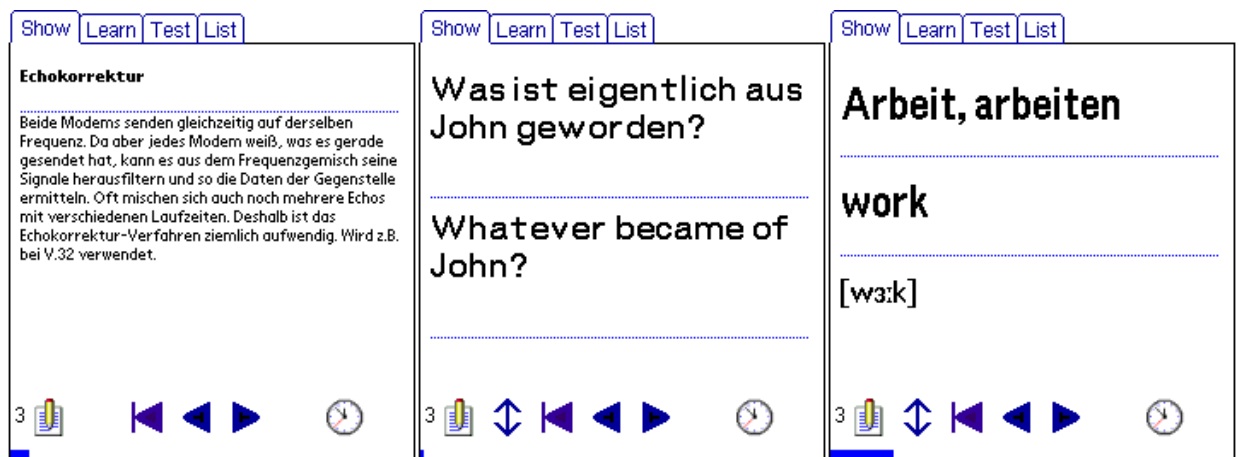 Show Learn Test List
Echokorrektur
Beide Modems senden gleichzeitig auf derselben
Frequenz. Da aber jedes Modem weiß, was es gerade
gesendet hat, kann es aus dem Frequenzgemisch seine
Signale herausfiltern und so die Daten der Gegenstelle
ermitteln. Oft mischen sich auch noch mehrere Echos
mit verschiedenen Laufzeiten. Deshalb ist das
Echokorrektur-Verfahren ziemlich aufwendig. Wird z.B.
bei V.32 verwendet.
3
Show Learn Test List
Was ist eigentlich aus
John geworden?
Whatever became of
John?
3
Show Learn Test List
Arbeit, arbeiten
work
[wɜːk]
3